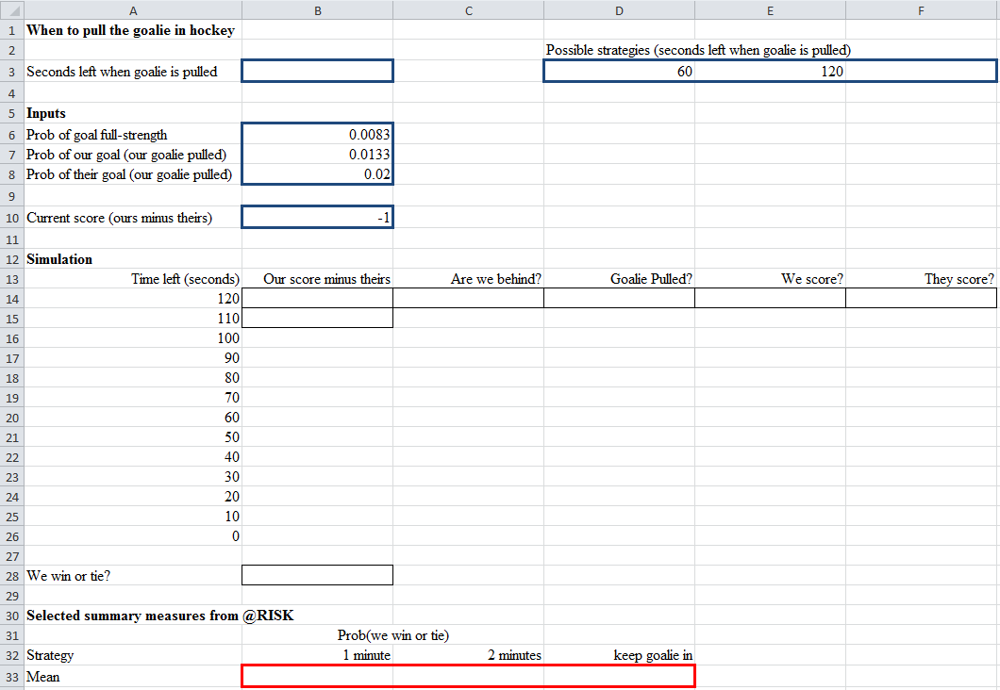 A B C D E F
1 When to pull the goalie in hockey
2 Possible strategies (seconds left when goalie is pulled)
3 Seconds left when goalie is pulled 60 120
4
5 Inputs
6 Prob of goal full-strength 0.0083
7 Prob of our goal (our goalie pulled) 0.0133
8 Prob of their goal (our goalie pulled) 0.02
9
10 Current score (ours minus theirs) -1
11
12 Simulation
13 Time left (seconds) Our score minus theirs Are we behind? Goalie Pulled? We score? They score?
14 120
15 110
16 100
17 90
18 80
19 70
20 60
21 50
22 40
23 30
24 20
25 10
26 0
27
28 We win or tie?
29
30 Selected summary measures from @RISK
31 Prob(we win or tie)
32 Strategy 1 minute 2 minutes keep goalie in
33 Mean